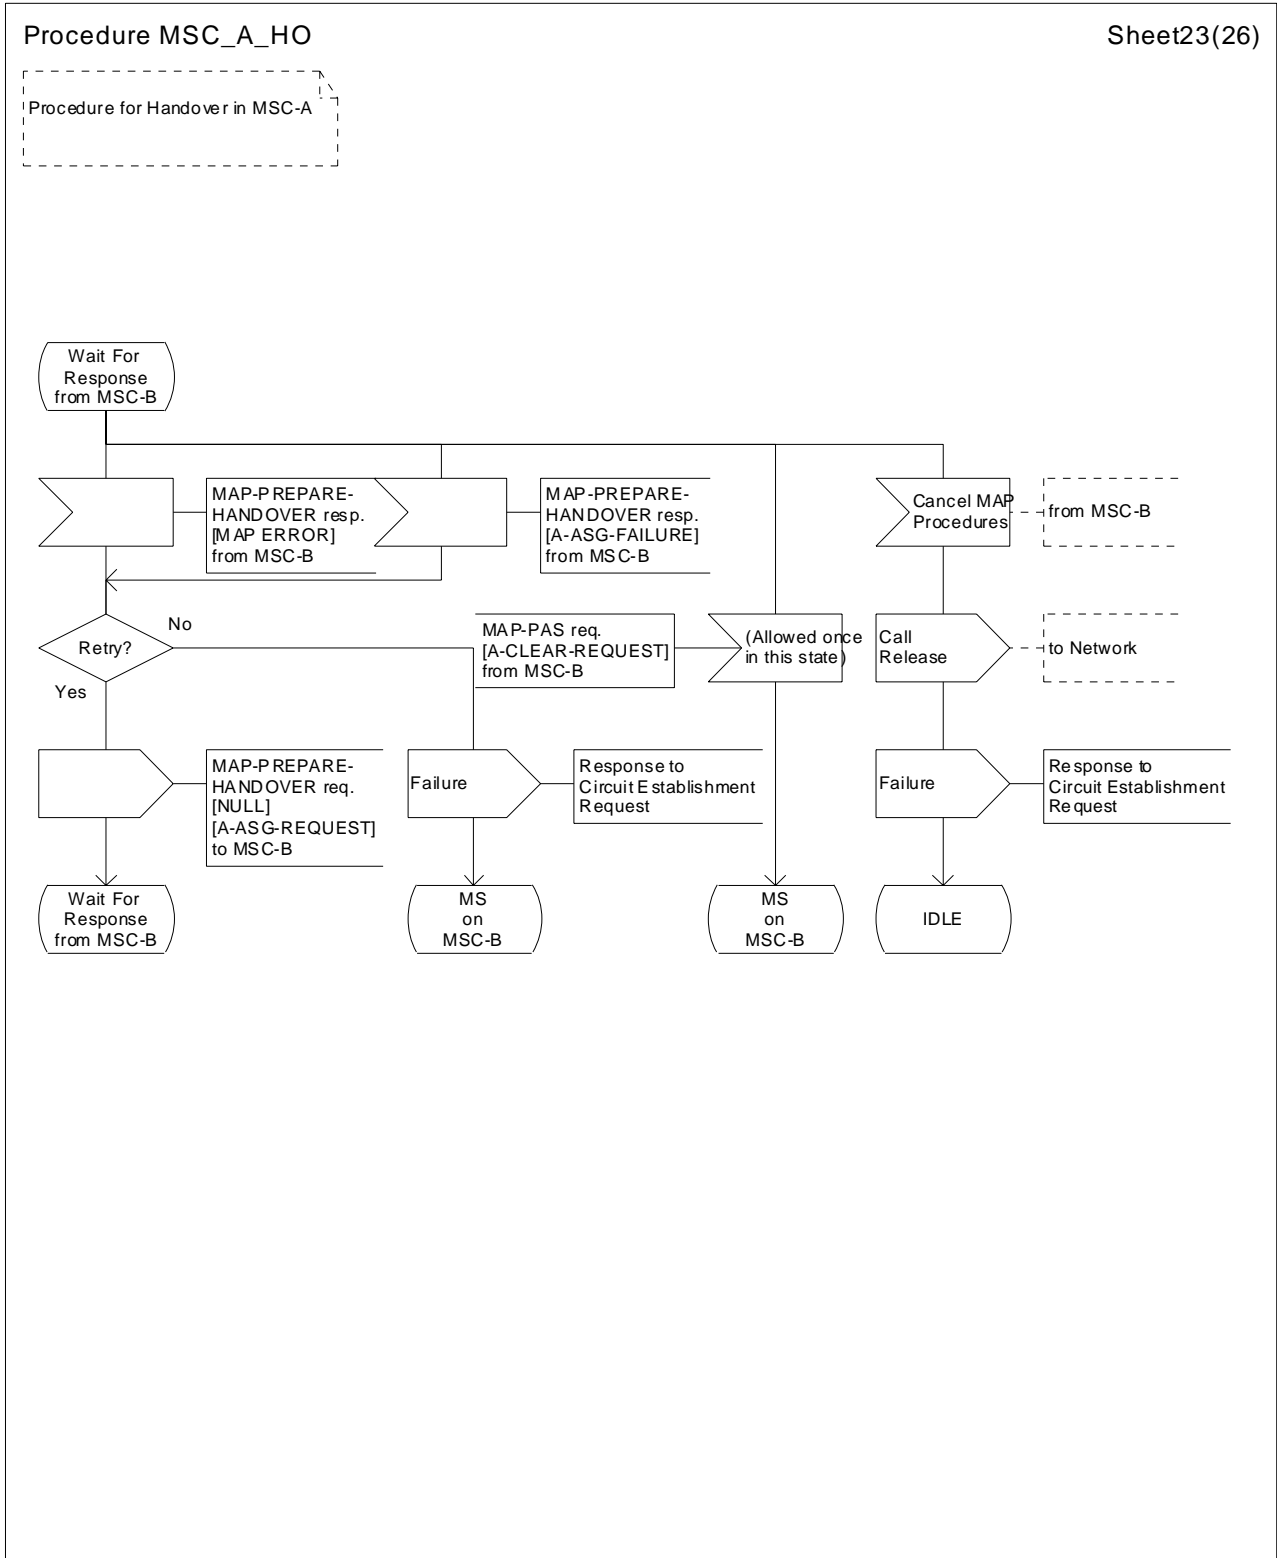 Procedure MSC_A_HO
Sheet23(26)
Procedure for Handover in MSC-A
Wait For
Response
from MSC-B
MAP-PREPARE-
HANDOVER resp.
[MAP ERROR]
from MSC-B
MAP-PREPARE-
HANDOVER resp.
[A-ASG-FAILURE]
from MSC-B
Cancel MAP
Procedures
from MSC-B
Retry?
No
Yes
MAP-PAS req.
[A-CLEAR-REQUEST]
from MSC-B
(Allowed once
in this state)
Call
Release
to Network
MAP-PREPARE-
HANDOVER req.
[NULL]
[A-ASG-REQUEST]
to MSC-B
Failure
Response to
Circuit Establishment
Request
Failure
Response to
Circuit Establishment
Request
Wait For
Response
from MSC-B
MS
on
MSC-B
MS
on
MSC-B
IDLE